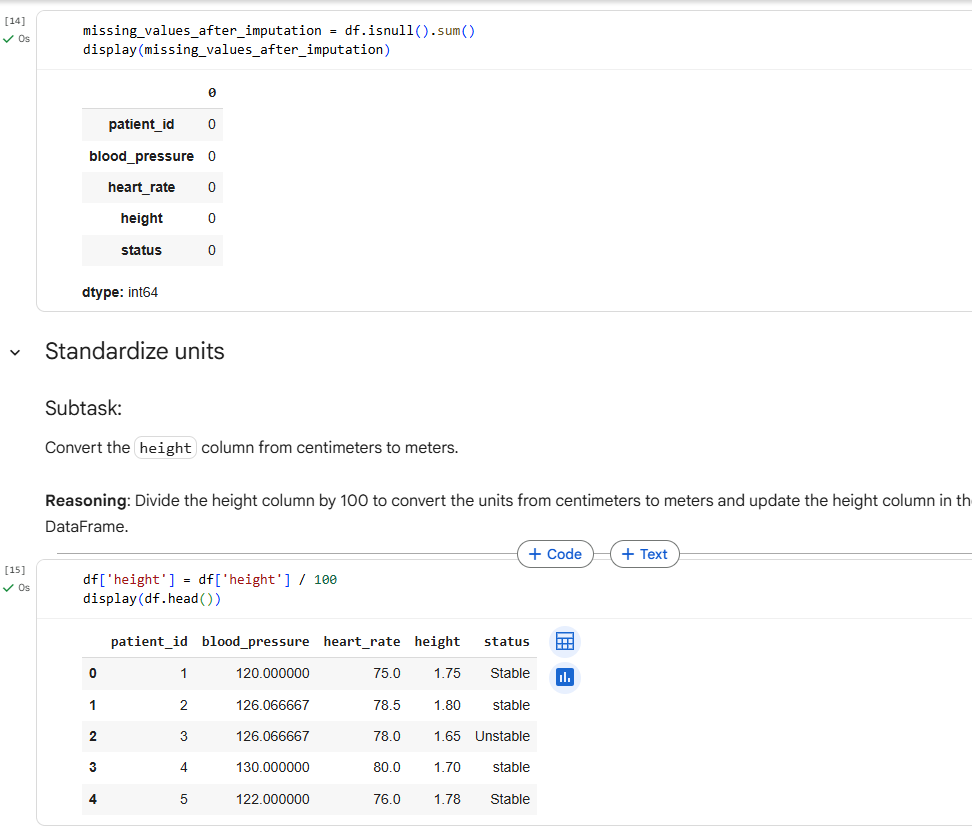 [14]
0s
missing_values_after_imputation = df.isnull().sum()
display(missing_values_after_imputation)
0
patient_id 0
blood_pressure 0
heart_rate 0
height 0
status 0
dtype: int64
Standardize units
Subtask:
Convert the height column from centimeters to meters.
Reasoning: Divide the height column by 100 to convert the units from centimeters to meters and update the height column in the
DataFrame.
+ Code + Text
[15]
0s
df['height'] = df['height'] / 100
display(df.head())
patient_id blood_pressure heart_rate height status
0 1 120.000000 75.0 1.75 Stable
1 2 126.066667 78.5 1.80 stable
2 3 126.066667 78.0 1.65 Unstable
3 4 130.000000 80.0 1.70 stable
4 5 122.000000 76.0 1.78 Stable